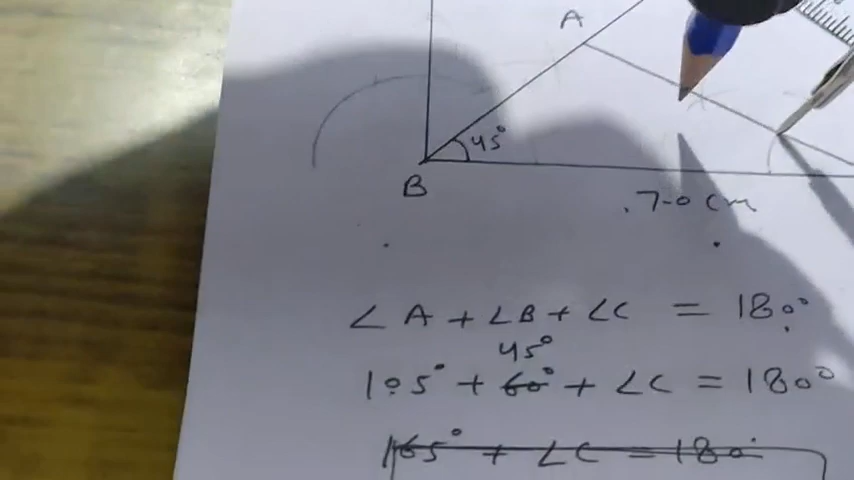 A
45°
B
7.0 cm
∠A + ∠B + ∠C = 180°
45°
105° + 60° + ∠C = 180°
165° + ∠C = 180°